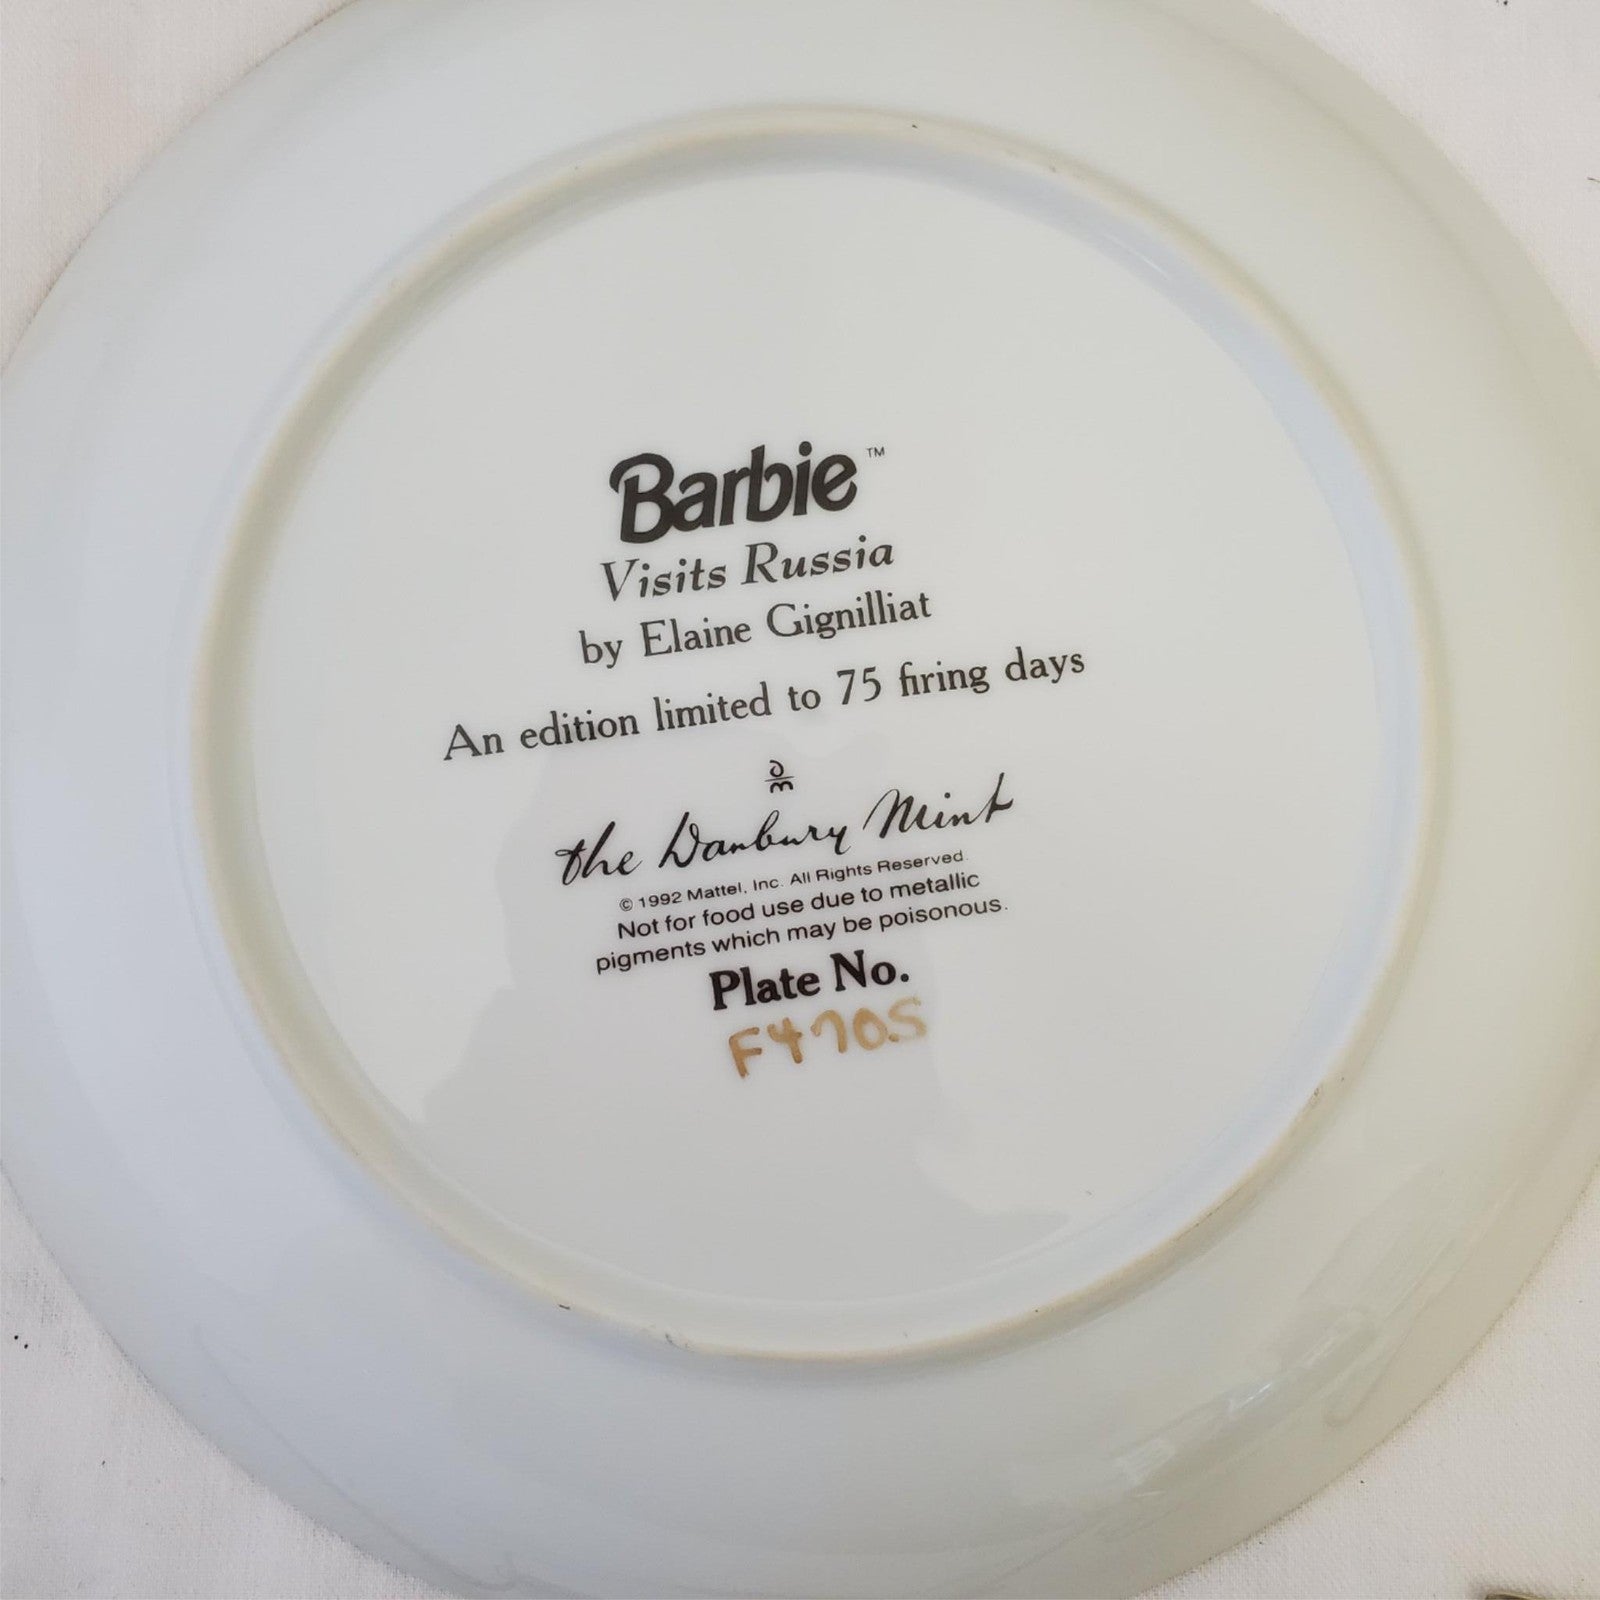 Barbie™
Visits Russia
by Elaine Gignilliat
An edition limited to 75 firing days
dm
the Danbury Mint
© 1992 Mattel, Inc. All Rights Reserved.
Not for food use due to metallic
pigments which may be poisonous.
Plate No.
F4705